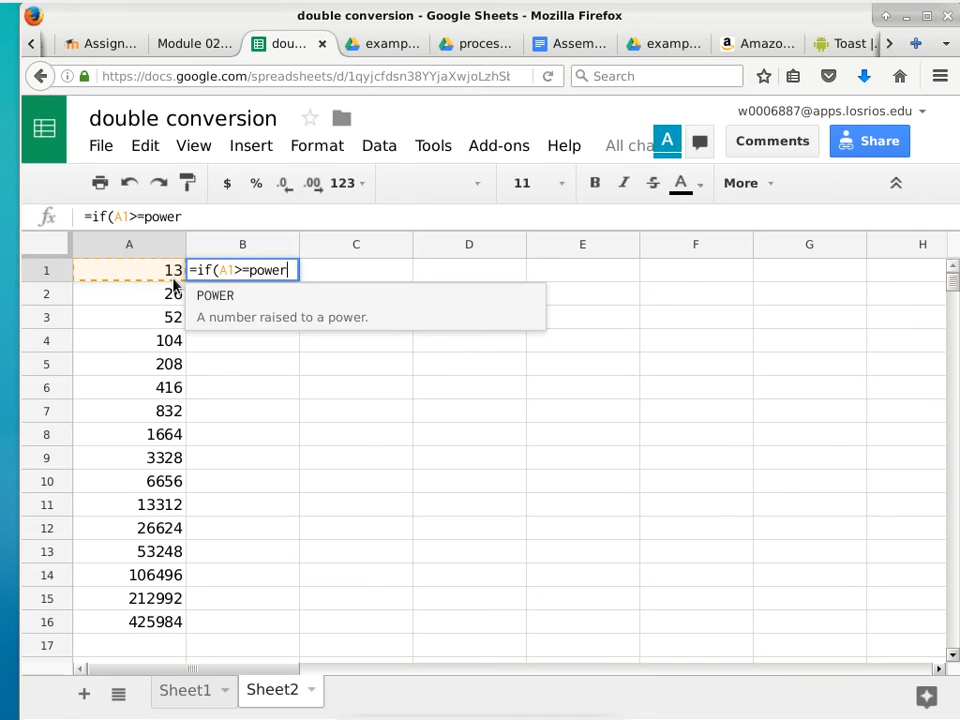 double conversion - Google Sheets - Mozilla Firefox
Assign... Module 02... dou... examp... proces... Assem... examp... Amazo... Toast |.
https://docs.google.com/spreadsheets/d/1qyjcfdsn38YYjaXwjoLzhSt Search
double conversion
w0006887@apps.losrios.edu
File Edit View Insert Format Data Tools Add-ons Help All cha A Comments Share
$ % .0 .00 123 11 B I S A More
fx =if(A1>=power
A B C D E F G H
1 13 =if(A1>=power
2 26 POWER
3 52 A number raised to a power.
4 104
5 208
6 416
7 832
8 1664
9 3328
10 6656
11 13312
12 26624
13 53248
14 106496
15 212992
16 425984
17
Sheet1 Sheet2